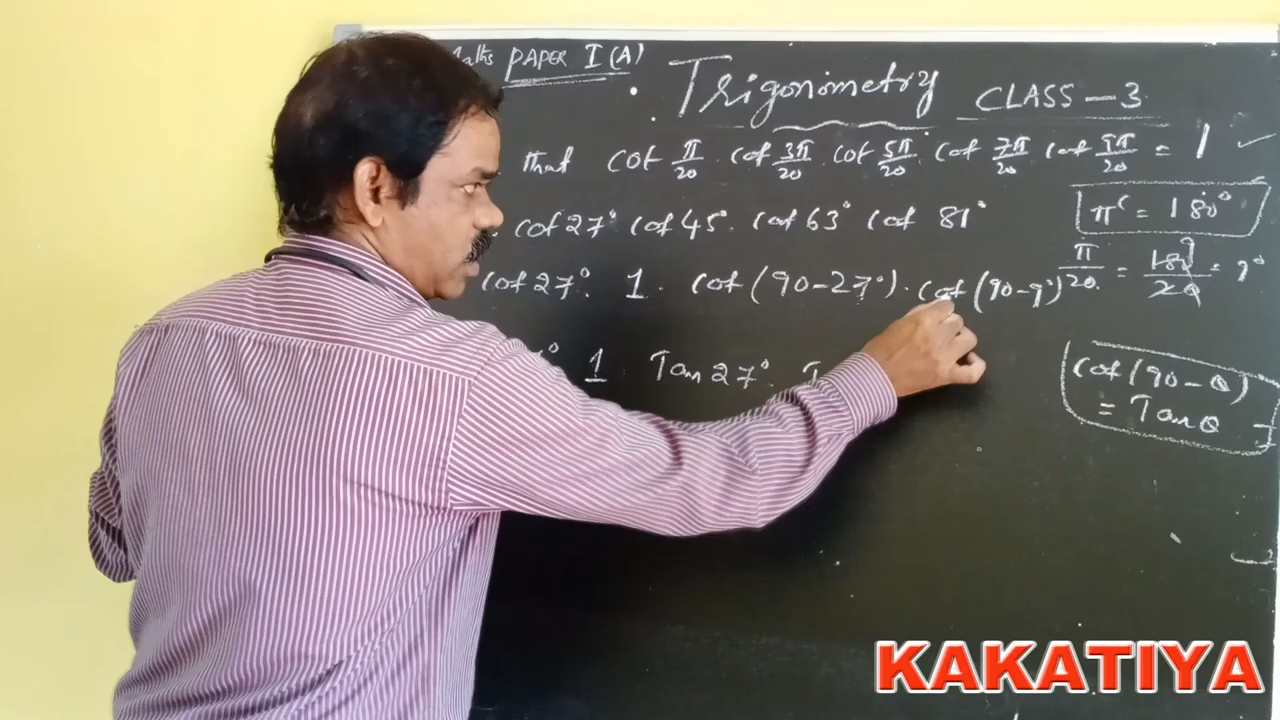 Maths PAPER I (A)
Trigonometry CLASS - 3
that cot π/20 . cot 3π/20 . cot 5π/20 . cot 7π/20 . cot 9π/20 = 1
πᶜ = 180°
. cot 27° cot 45° . cot 63° cot 81°
π/20 = 180/20 = 9°
cot 27° . 1 . cot (90-27°) . cot (90-9°)
1 . Tan 27° .
cot (90 - θ)
= Tan θ
KAKATIYA